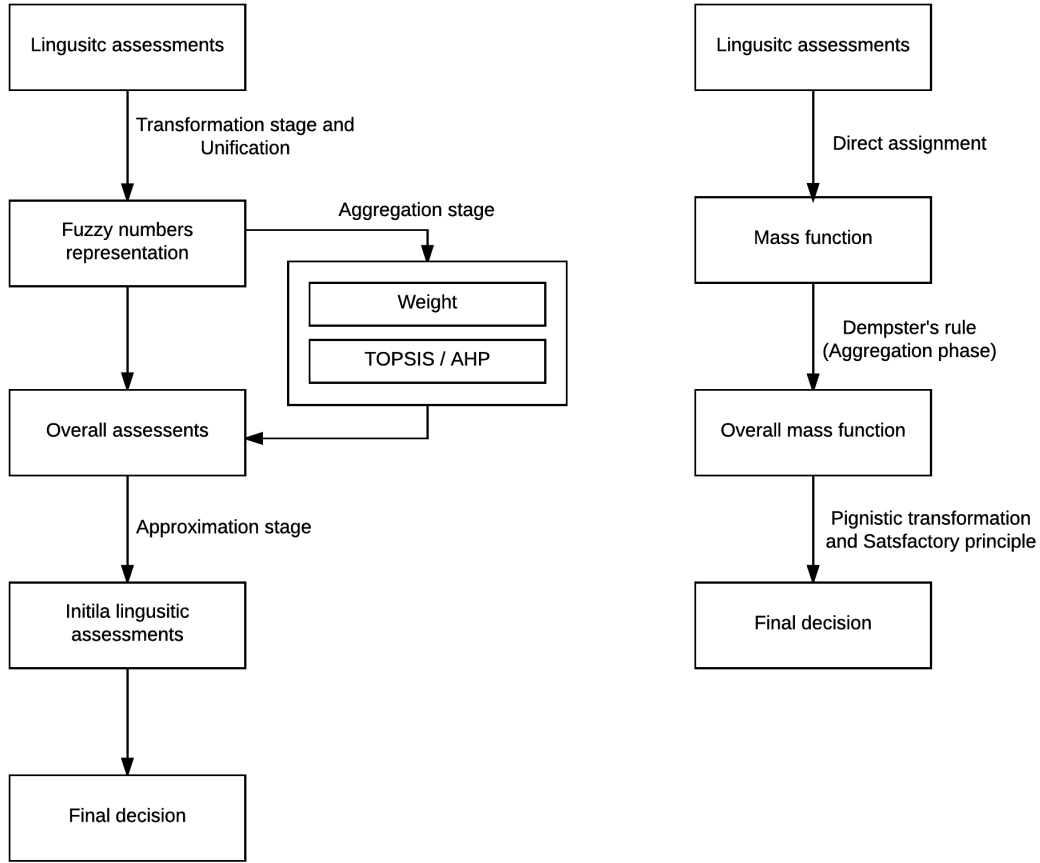 Lingusitc assessments
Transformation stage and
Unification
Fuzzy numbers
representation
Aggregation stage
Weight
TOPSIS / AHP
Overall assessents
Approximation stage
Initila lingusitic
assessments
Final decision
Lingusitc assessments
Direct assignment
Mass function
Dempster's rule
(Aggregation phase)
Overall mass function
Pignistic transformation
and Satsfactory principle
Final decision